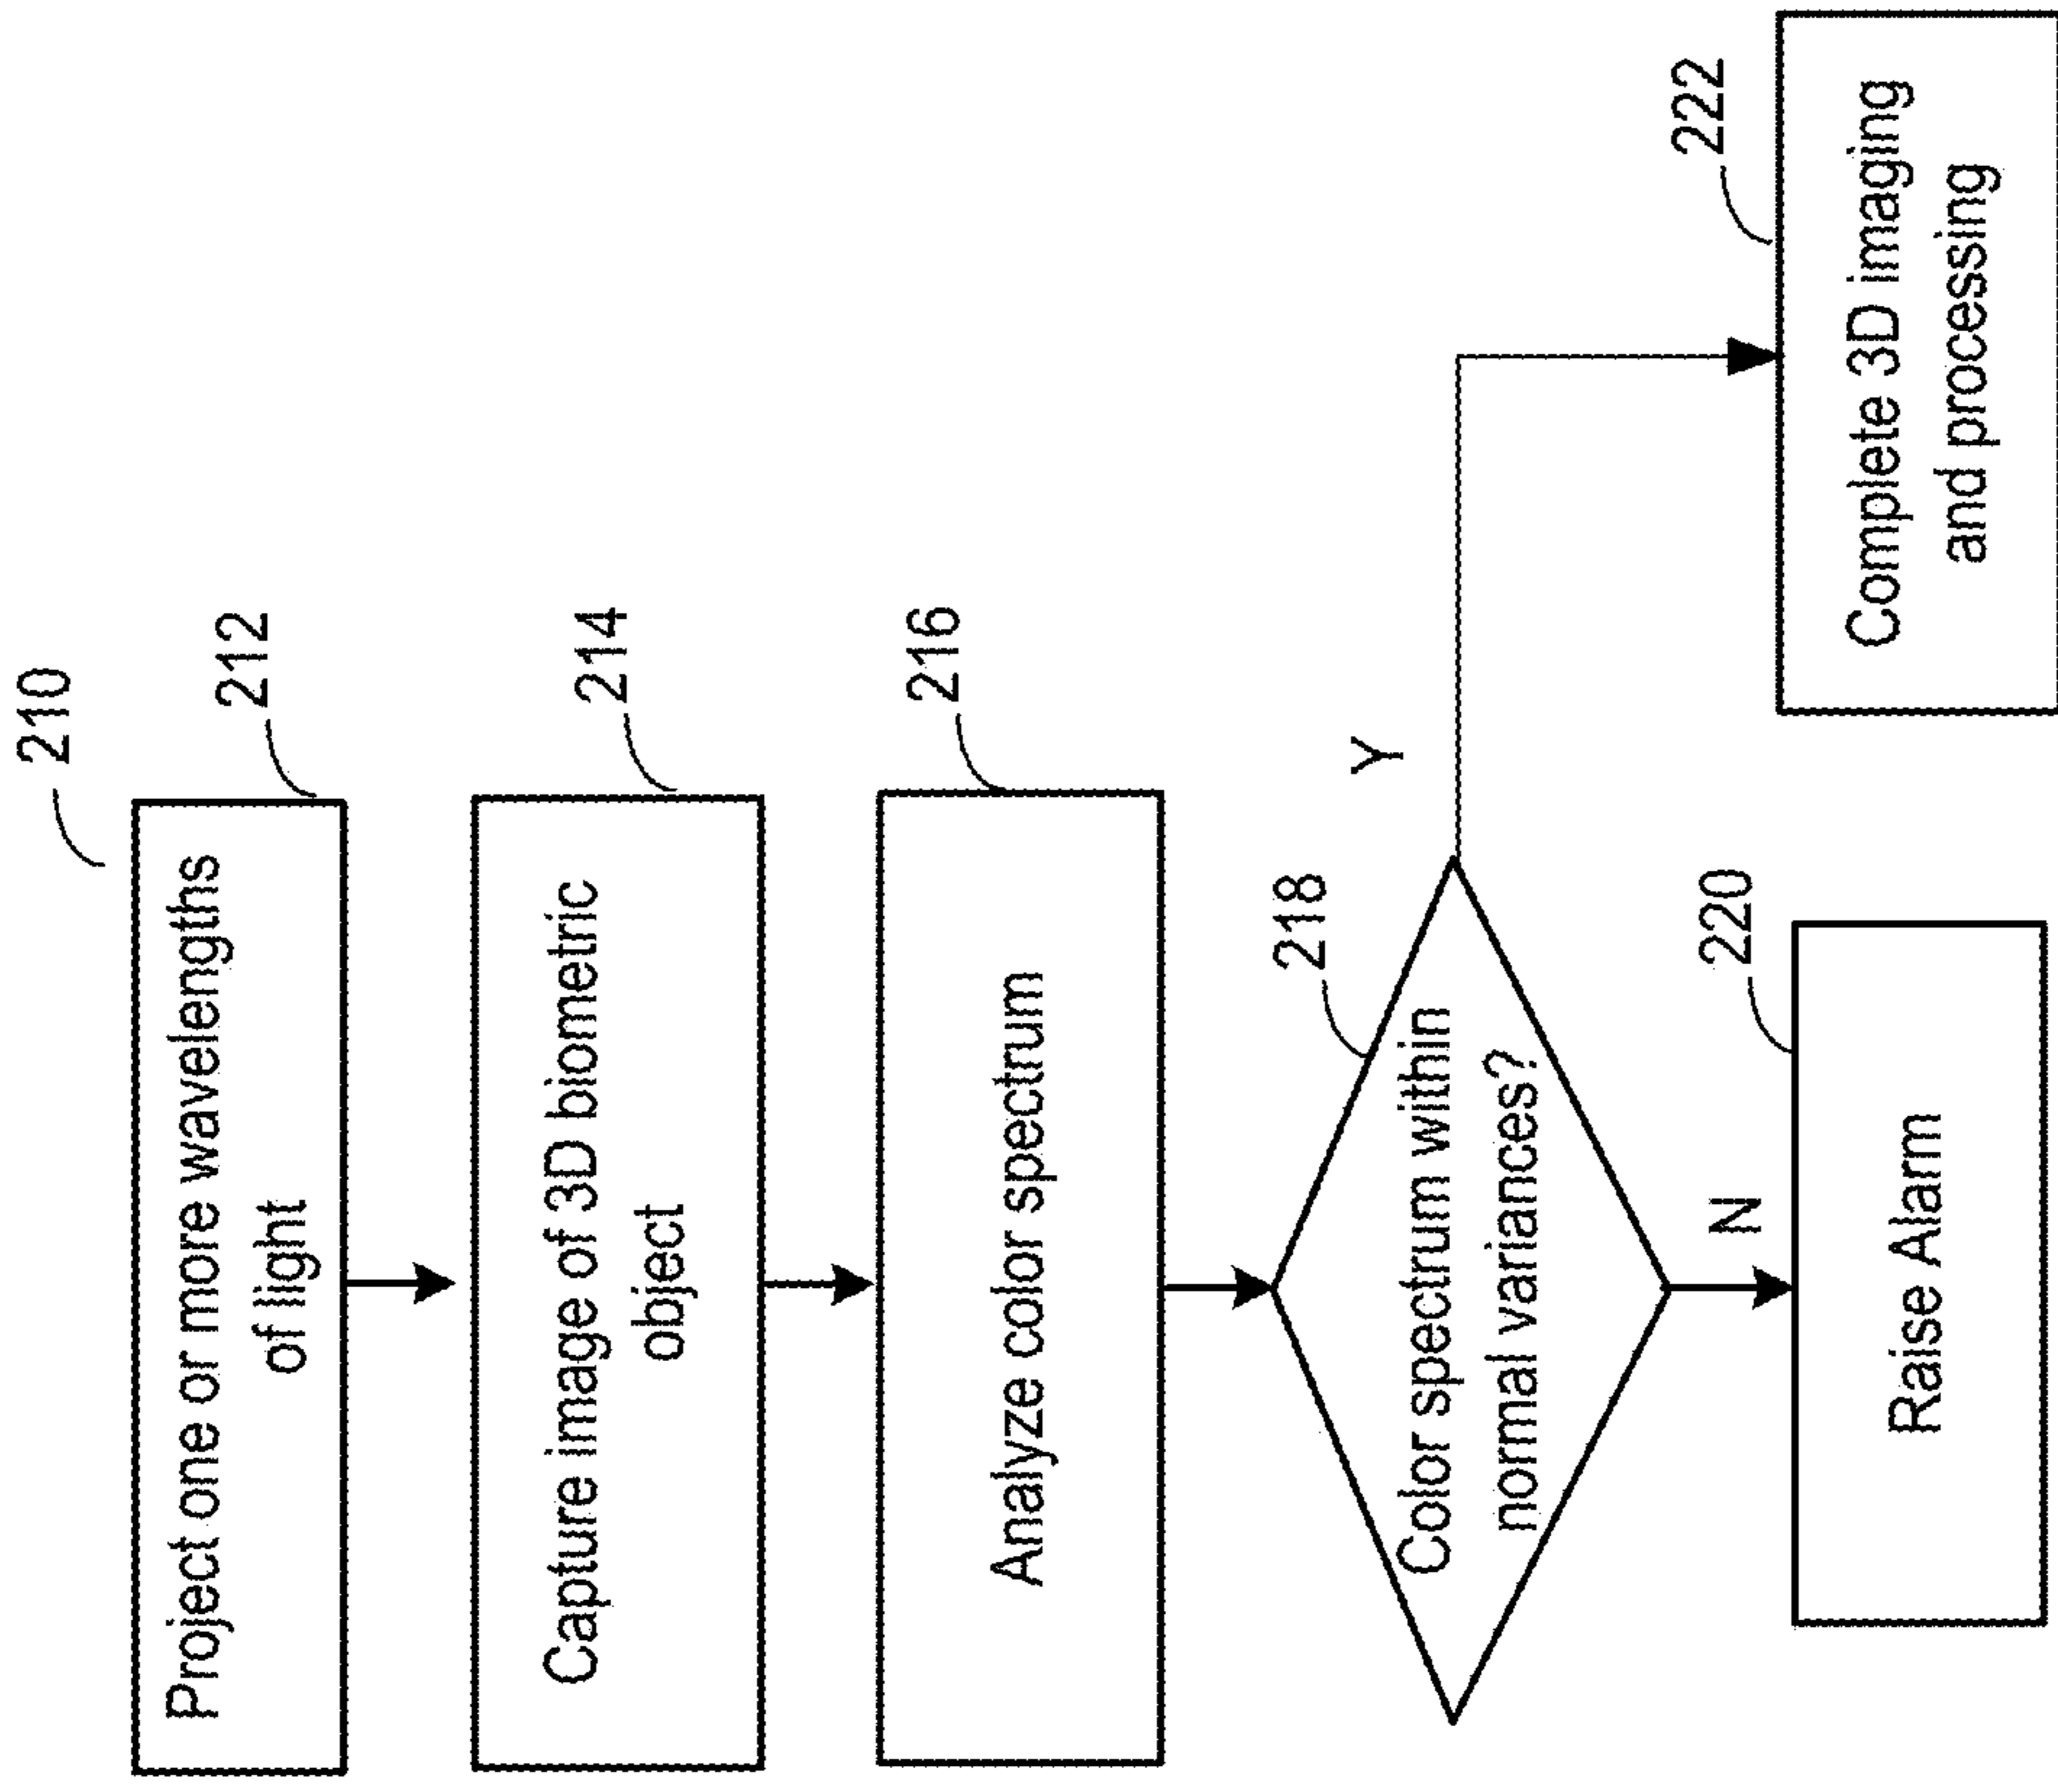 210
212
Project one or more wavelengths
of light
214
Capture image of 3D biometric
object
216
Analyze color spectrum
218
Color spectrum within
normal variances?
Y
N
220
Raise Alarm
222
Complete 3D imaging
and processing